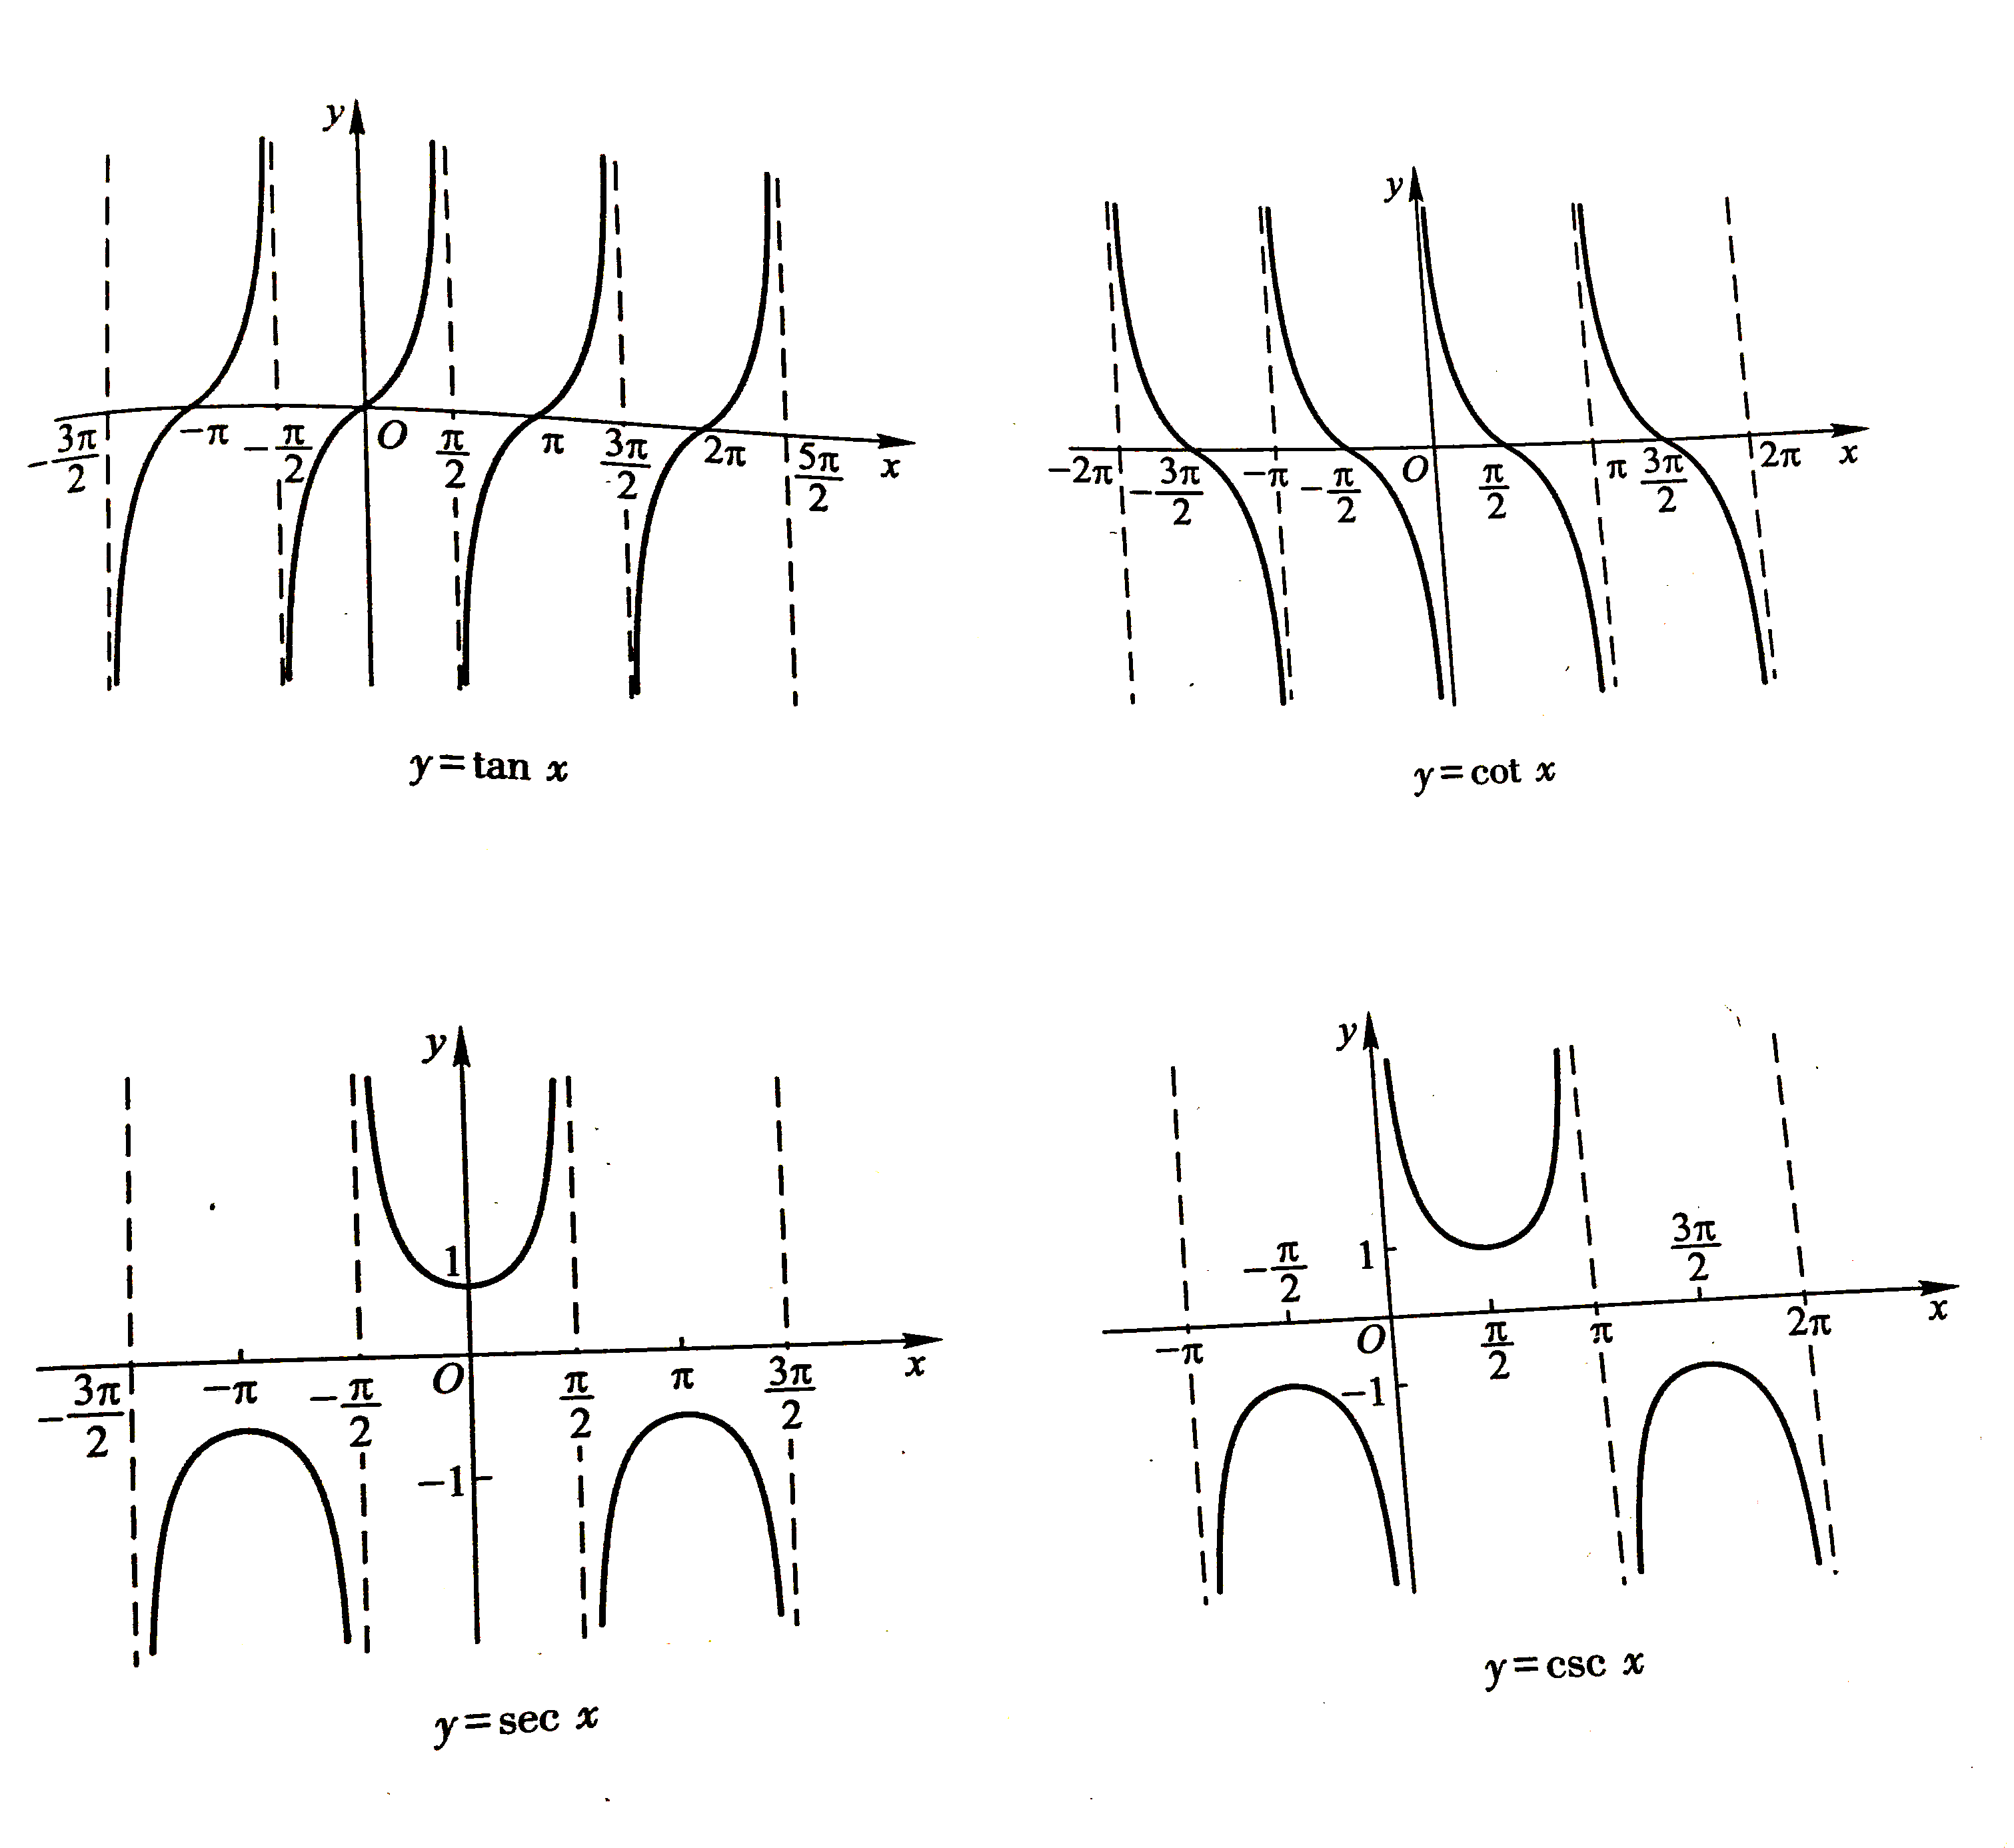 y
-3π/2 -π -π/2 O π/2 π 3π/2 2π 5π/2 x
y=tan x
y
-2π -3π/2 -π -π/2 O π/2 π 3π/2 2π x
y=cot x
y
1
-3π/2 -π -π/2 O π/2 π 3π/2 x
-1
y=sec x
y
-π/2 1 3π/2
-π O π/2 π 2π x
-1
y=csc x